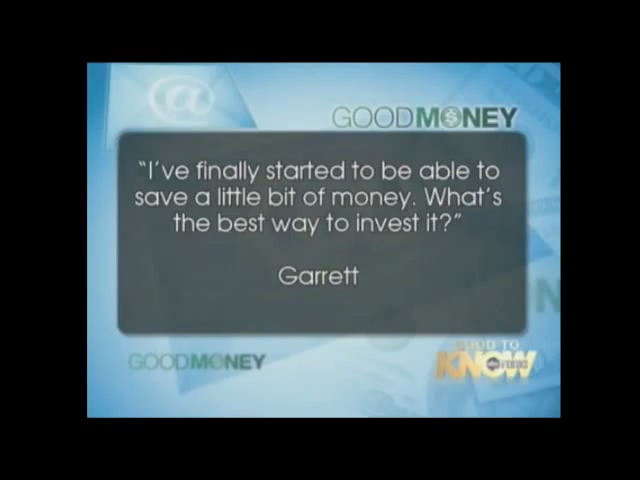 @
GOODMONEY
“I’ve finally started to be able to
save a little bit of money. What’s
the best way to invest it?”
Garrett
GOODMONEY
GOOD TO
KNOW
N